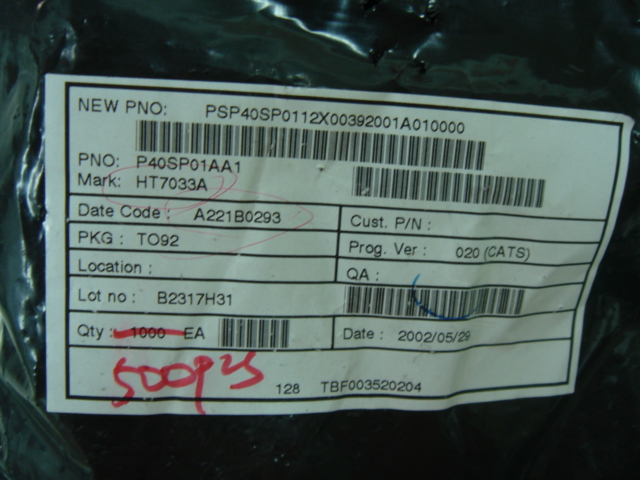 NEW PNO: PSP40SP0112X00392001A010000
PNO: P40SP01AA1
Mark: HT7033A
Date Code : A221B0293
Cust. P/N :
PKG : TO92
Prog. Ver : 020 (CATS)
Location :
QA :
Lot no : B2317H31
Qty : 1000 EA
Date : 2002/05/29
500pcs
128 TBF003520204